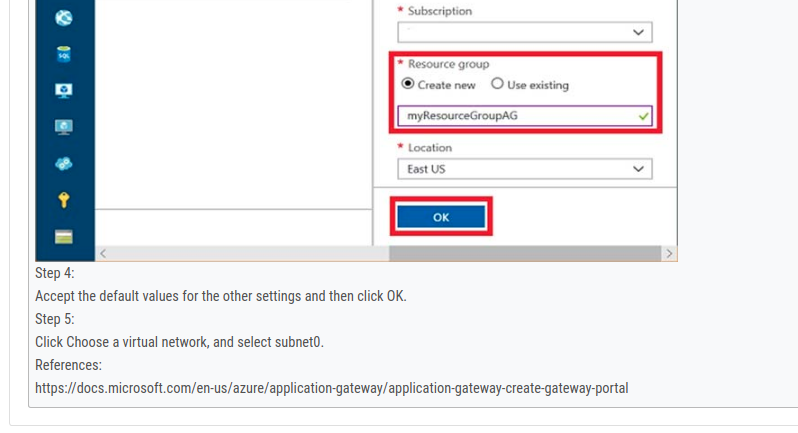 * Subscription
* Resource group
Create new Use existing
myResourceGroupAG
* Location
East US
OK
SQL
Step 4:
Accept the default values for the other settings and then click OK.
Step 5:
Click Choose a virtual network, and select subnet0.
References:
https://docs.microsoft.com/en-us/azure/application-gateway/application-gateway-create-gateway-portal